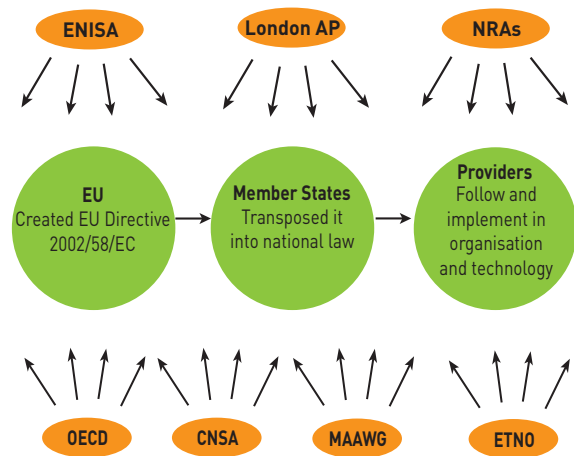 ENISA
London AP
NRAs
EU
Created EU Directive
2002/58/EC
Member States
Transposed it
into national law
Providers
Follow and
implement in
organisation
and technology
OECD
CNSA
MAAWG
ETNO